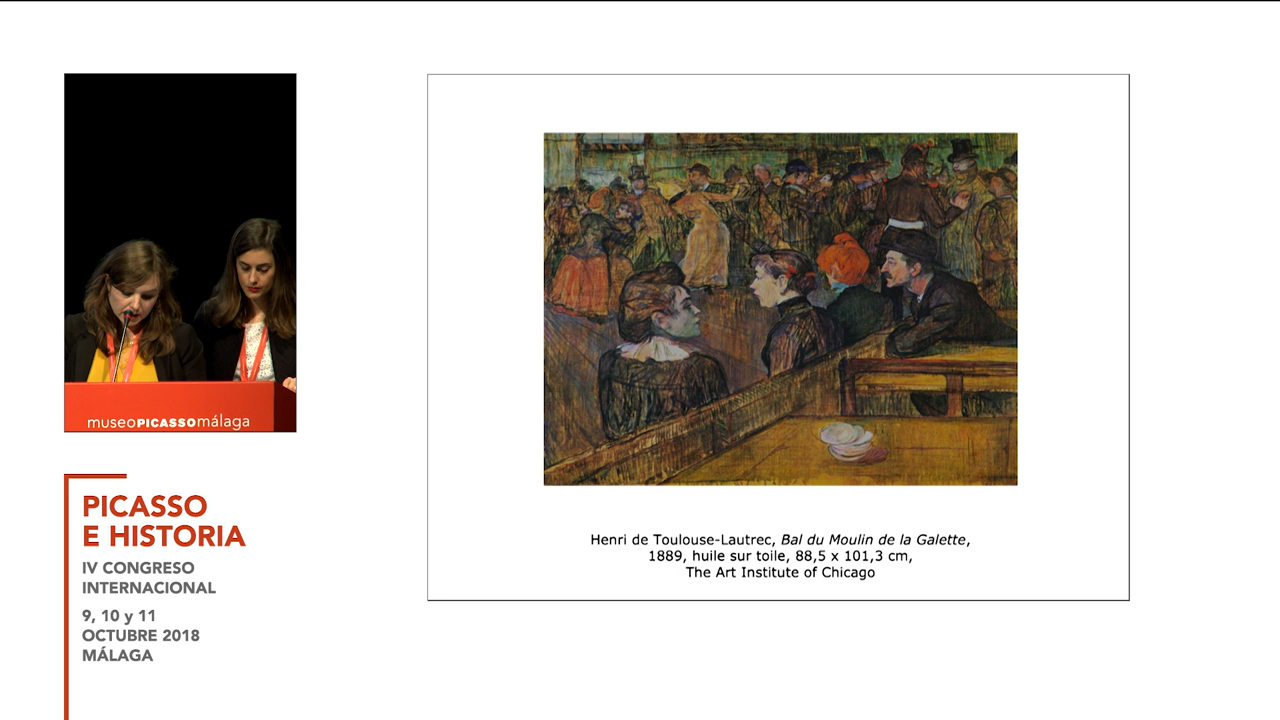 museoPICASSOmálaga
PICASSO
E HISTORIA
IV CONGRESO
INTERNACIONAL
9, 10 y 11
OCTUBRE 2018
MÁLAGA
Henri de Toulouse-Lautrec, Bal du Moulin de la Galette,
1889, huile sur toile, 88,5 x 101,3 cm,
The Art Institute of Chicago